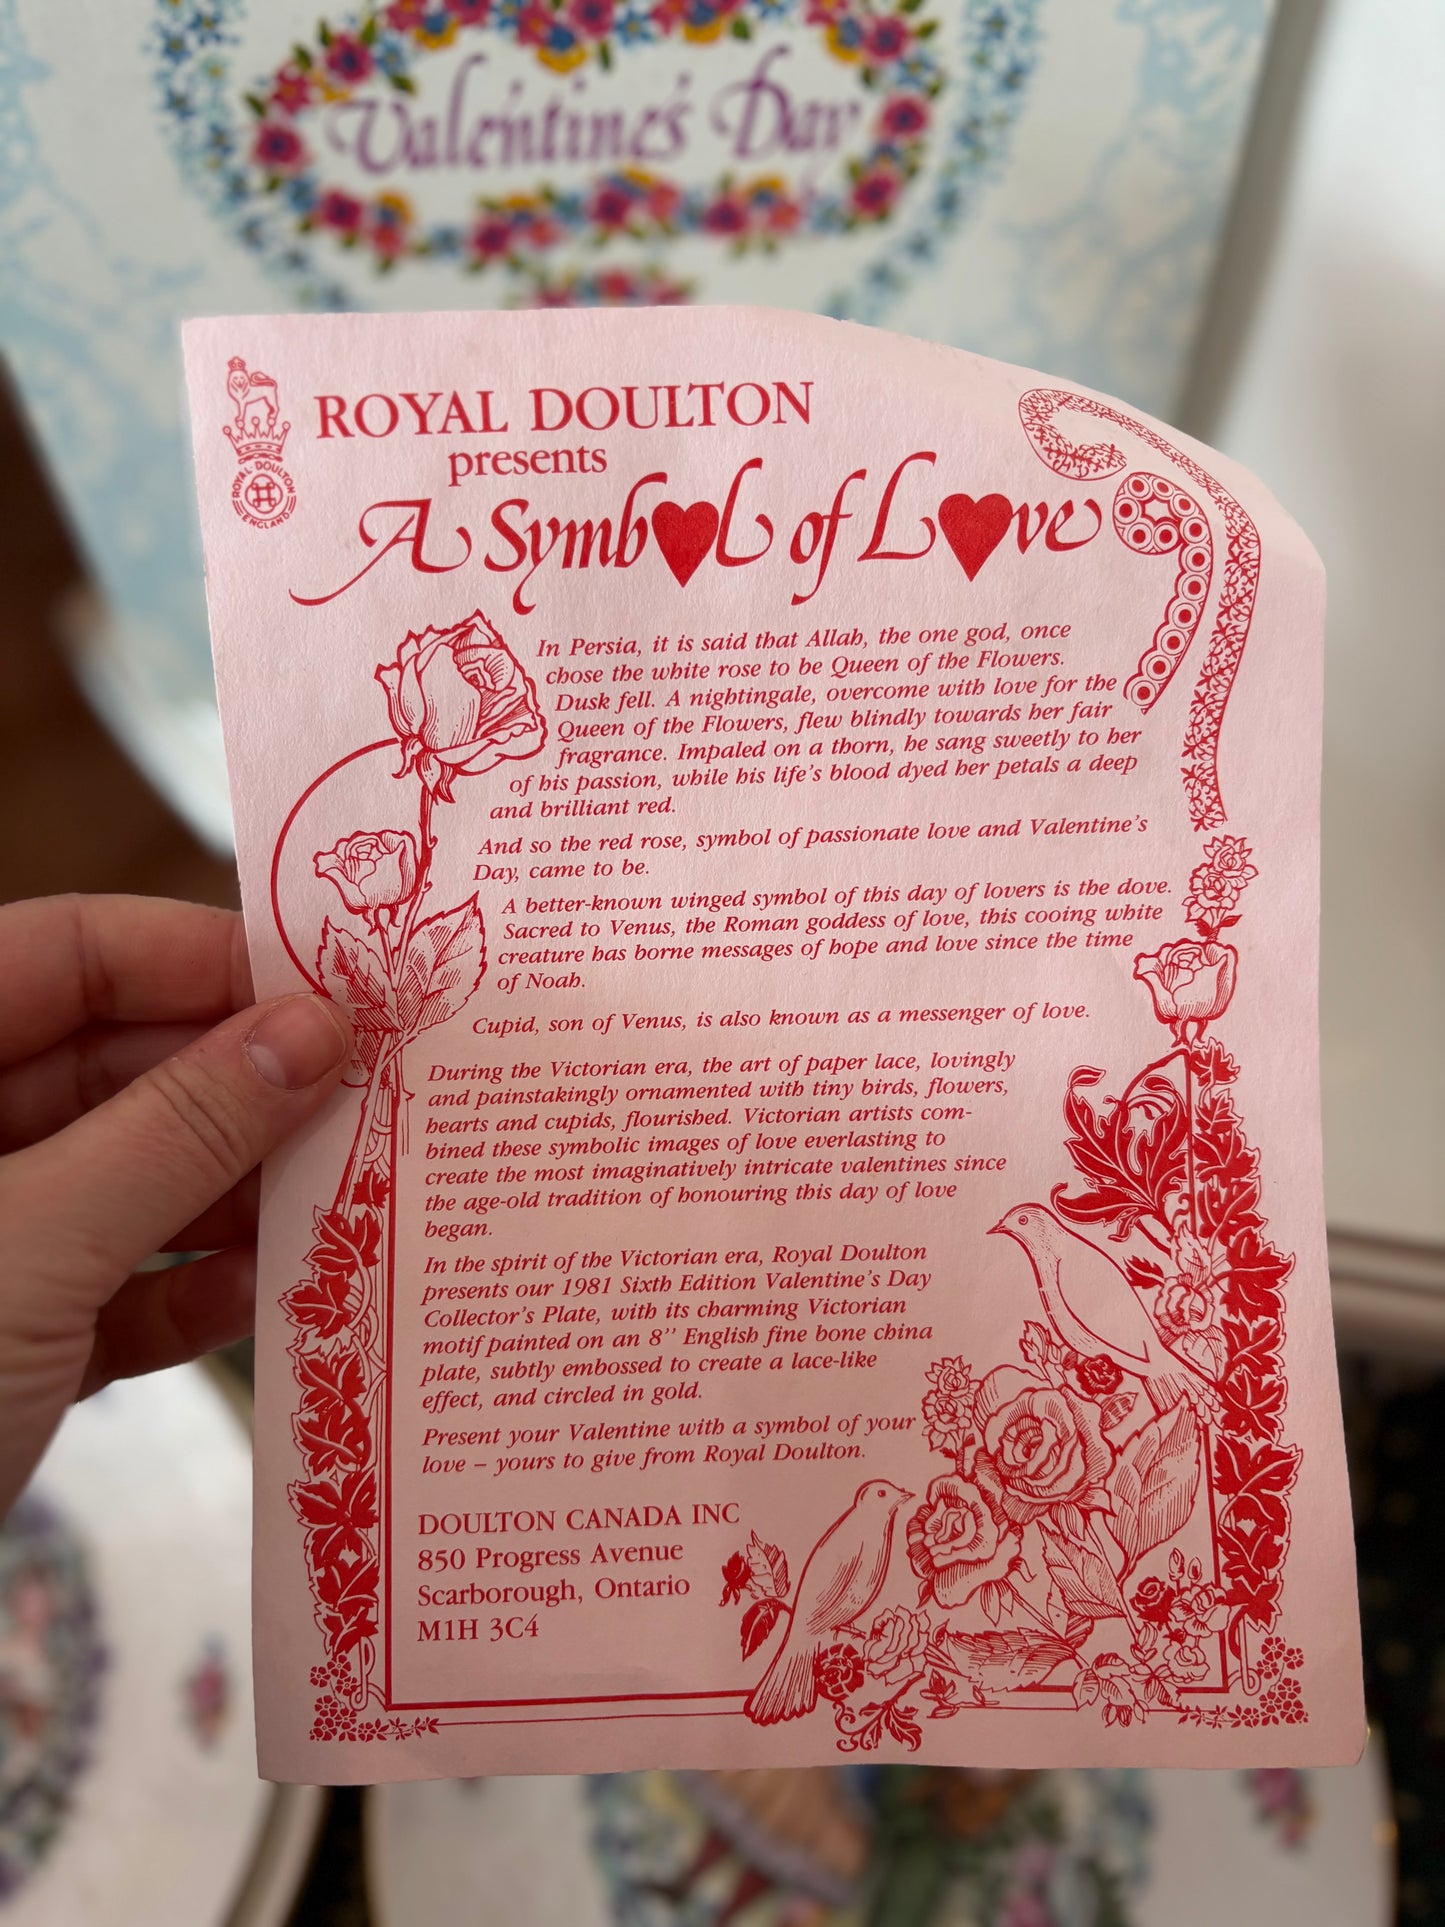 Valentine's Day
ROYAL DOULTON
ENGLAND
ROYAL DOULTON
presents
A Symbol of Love
In Persia, it is said that Allah, the one god, once
chose the white rose to be Queen of the Flowers.
Dusk fell. A nightingale, overcome with love for the
Queen of the Flowers, flew blindly towards her fair
fragrance. Impaled on a thorn, he sang sweetly to her
of his passion, while his life's blood dyed her petals a deep
and brilliant red.
And so the red rose, symbol of passionate love and Valentine's
Day, came to be.
A better-known winged symbol of this day of lovers is the dove.
Sacred to Venus, the Roman goddess of love, this cooing white
creature has borne messages of hope and love since the time
of Noah.
Cupid, son of Venus, is also known as a messenger of love.
During the Victorian era, the art of paper lace, lovingly
and painstakingly ornamented with tiny birds, flowers,
hearts and cupids, flourished. Victorian artists com-
bined these symbolic images of love everlasting to
create the most imaginatively intricate valentines since
the age-old tradition of honouring this day of love
began.
In the spirit of the Victorian era, Royal Doulton
presents our 1981 Sixth Edition Valentine's Day
Collector's Plate, with its charming Victorian
motif painted on an 8'' English fine bone china
plate, subtly embossed to create a lace-like
effect, and circled in gold.
Present your Valentine with a symbol of your
love – yours to give from Royal Doulton.
DOULTON CANADA INC
850 Progress Avenue
Scarborough, Ontario
M1H 3C4